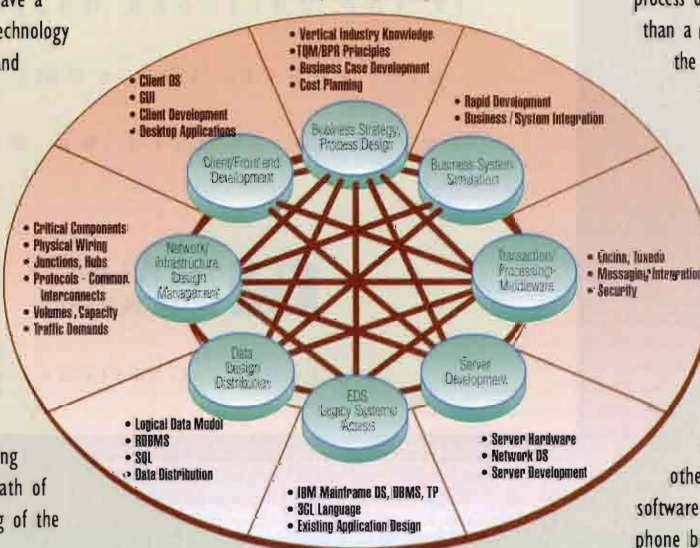 ave a
echnology
and
process o
than a p
the
• Vertical Industry Knowledge
• TQM/BPR Principles
• Business Case Development
• Cost Planning
• Client OS
• GUI
• Client Development
• Desktop Applications
• Rapid Development
• Business / System Integration
Business Strategy,
Process Design
Client/Front end
Development
Business System
Simulation
• Critical Components
• Physical Wiring
• Junctions, Hubs
• Protocols - Common
Interconnects
• Volumes, Capacity
• Traffic Demands
Network/
Infrastructure
Design
Management
Transaction/
Processing-
Middleware
• Encina, Tuxedo
• Messaging Integration
• Security
Data
Design
Distribution
Server
Development
EDS
Legacy Systems
Access
• Logical Data Model
• RDBMS
• SQL
• Data Distribution
• Server Hardware
• Network OS
• Server Development
• IBM Mainframe OS, DBMS, TP
• 3GL Language
• Existing Application Design
ing
ath of
g of the
othe
software
phone b